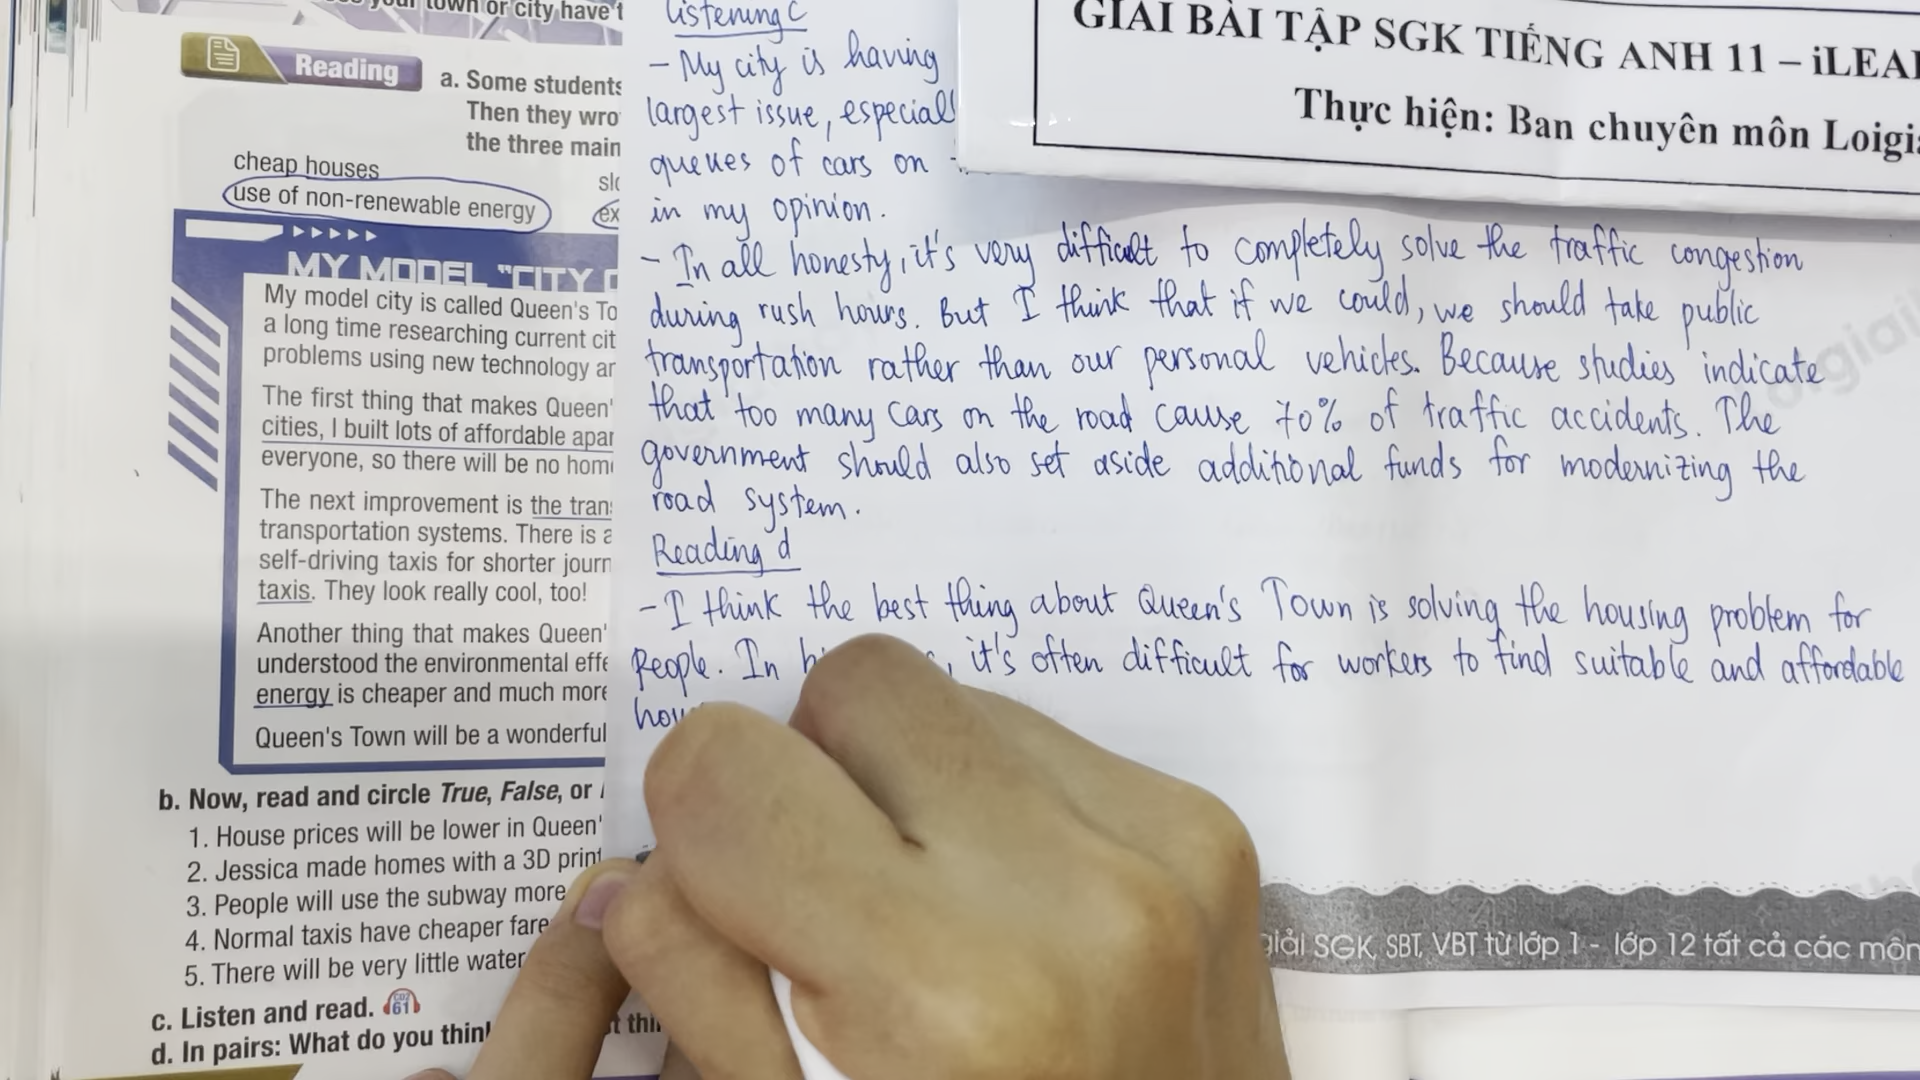 town or city have t
Reading
a. Some students
Then they wro
the three main
cheap houses
use of non-renewable energy
MY MODEL "CITY
My model city is called Queen's To
a long time researching current cit
problems using new technology an
The first thing that makes Queen'
cities, I built lots of affordable apar
everyone, so there will be no home
The next improvement is the trans
transportation systems. There is a
self-driving taxis for shorter journ
taxis. They look really cool, too!
Another thing that makes Queen'
understood the environmental effe
energy is cheaper and much more
Queen's Town will be a wonderful
b. Now, read and circle True, False, or
1. House prices will be lower in Queen'
2. Jessica made homes with a 3D print
3. People will use the subway more
4. Normal taxis have cheaper fare
5. There will be very little water
c. Listen and read. CD2 61
d. In pairs: What do you think
Listening C
- My city is having
largest issue, especial
queues of cars on
in my opinion.
- In all honesty, it's very difficult to completely solve the traffic congestion
during rush hours. But I think that if we could, we should take public
transportation rather than our personal vehicles. Because studies indicate
that too many cars on the road cause 70% of traffic accidents. The
government should also set aside additional funds for modernizing the
road system.
Reading d
- I think the best thing about Queen's Town is solving the housing problem for
people. In it's often difficult for workers to find suitable and affordable
hou
GIẢI BÀI TẬP SGK TIẾNG ANH 11 – iLEA
Thực hiện: Ban chuyên môn Loigi
giải SGK, SBT, VBT từ lớp 1 - lớp 12 tất cả các môn